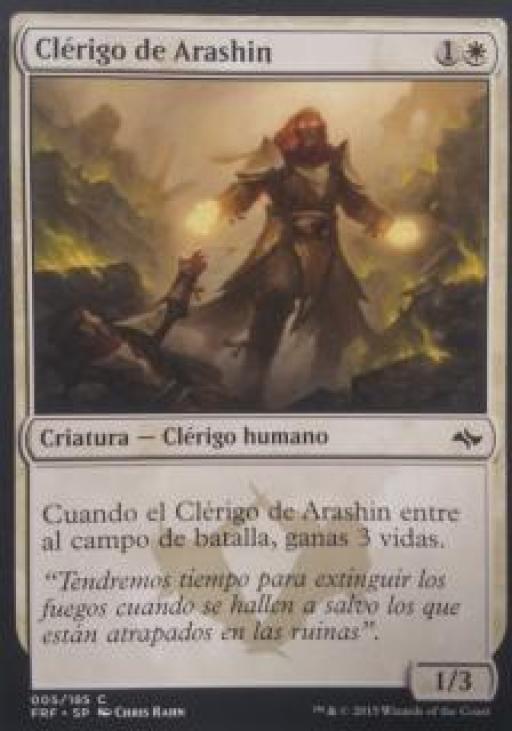 Clérigo de Arashin 1
Criatura — Clérigo humano
Cuando el Clérigo de Arashin entre
al campo de batalla, ganas 3 vidas.
“Tendremos tiempo para extinguir los
fuegos cuando se hallen a salvo los que
están atrapados en las ruinas”.
1/3
005/185 C
FRF • SP Chris Rahn
™ & © 2015 Wizards of the Coast